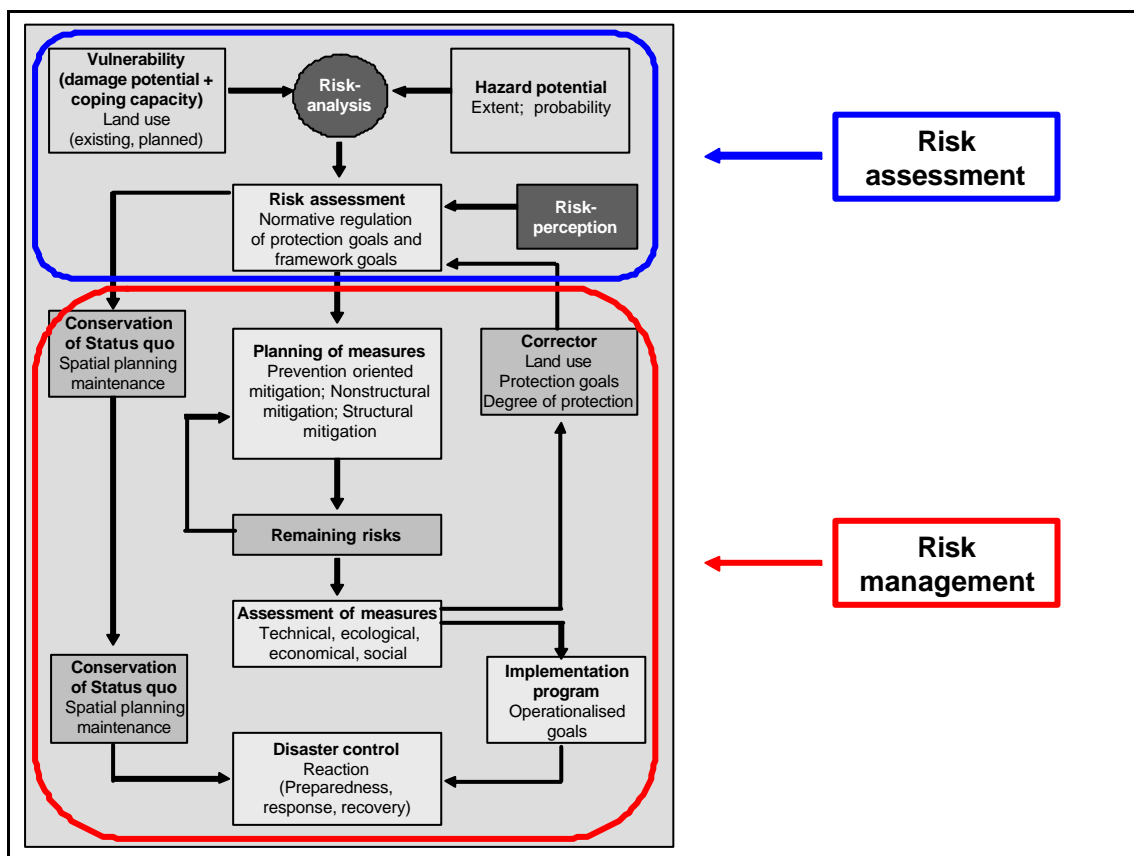 Vulnerability
(damage potential +
coping capacity)
Land use
(existing, planned)
Risk-
analysis
Hazard potential
Extent; probability
Risk assessment
Normative regulation
of protection goals and
framework goals
Risk-
perception
Risk
assessment
Conservation
of Status quo
Spatial planning
maintenance
Planning of measures
Prevention oriented
mitigation; Nonstructural
mitigation; Structural
mitigation
Corrector
Land use
Protection goals
Degree of protection
Remaining risks
Risk
management
Assessment of measures
Technical, ecological,
economical, social
Conservation
of Status quo
Spatial planning
maintenance
Implementation
program
Operationalised
goals
Disaster control
Reaction
(Preparedness,
response, recovery)